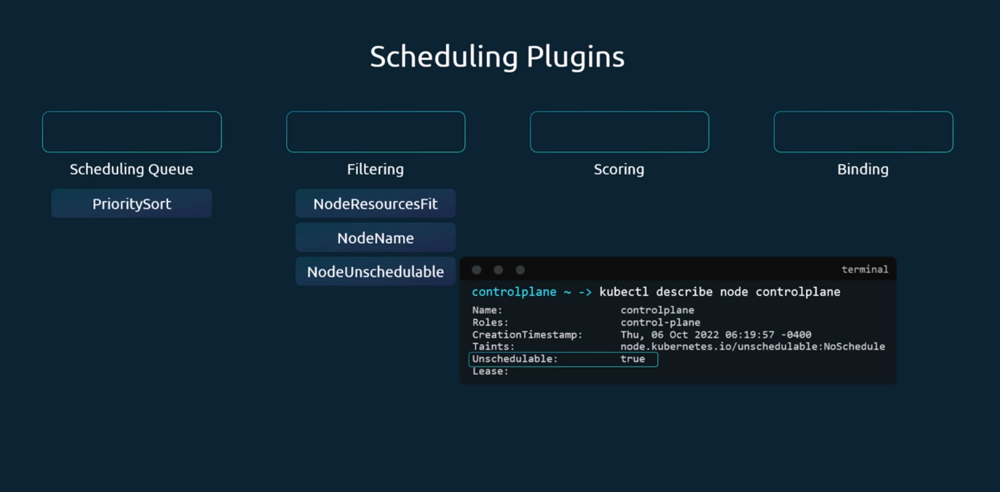 Scheduling Plugins
Scheduling Queue
Filtering
Scoring
Binding
PrioritySort
NodeResourcesFit
NodeName
NodeUnschedulable
terminal
controlplane ~ -> kubectl describe node controlplane
Name: controlplane
Roles: control-plane
CreationTimestamp: Thu, 06 Oct 2022 06:19:57 -0400
Taints: node.kubernetes.io/unschedulable:NoSchedule
Unschedulable: true
Lease: